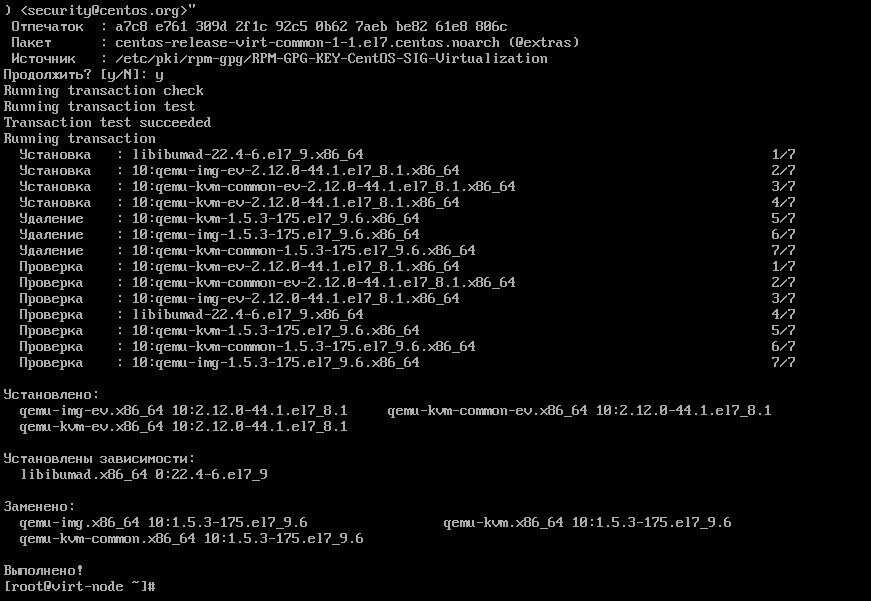 ) <security@centos.org>"
Отпечаток : a7c8 e761 309d 2f1c 92c5 0b62 7aeb be82 61e8 806c
Пакет : centos-release-virt-common-1-1.el7.centos.noarch (@extras)
Источник : /etc/pki/rpm-gpg/RPM-GPG-KEY-CentOS-SIG-Virtualization
Продолжить? [y/N]: y
Running transaction check
Running transaction test
Transaction test succeeded
Running transaction
Установка : libibumad-22.4-6.el7_9.x86_64 1/7
Установка : 10:qemu-img-ev-2.12.0-44.1.el7_8.1.x86_64 2/7
Установка : 10:qemu-kvm-common-ev-2.12.0-44.1.el7_8.1.x86_64 3/7
Установка : 10:qemu-kvm-ev-2.12.0-44.1.el7_8.1.x86_64 4/7
Удаление : 10:qemu-kvm-1.5.3-175.el7_9.6.x86_64 5/7
Удаление : 10:qemu-img-1.5.3-175.el7_9.6.x86_64 6/7
Удаление : 10:qemu-kvm-common-1.5.3-175.el7_9.6.x86_64 7/7
Проверка : 10:qemu-kvm-ev-2.12.0-44.1.el7_8.1.x86_64 1/7
Проверка : 10:qemu-kvm-common-ev-2.12.0-44.1.el7_8.1.x86_64 2/7
Проверка : 10:qemu-img-ev-2.12.0-44.1.el7_8.1.x86_64 3/7
Проверка : libibumad-22.4-6.el7_9.x86_64 4/7
Проверка : 10:qemu-kvm-1.5.3-175.el7_9.6.x86_64 5/7
Проверка : 10:qemu-kvm-common-1.5.3-175.el7_9.6.x86_64 6/7
Проверка : 10:qemu-img-1.5.3-175.el7_9.6.x86_64 7/7
Установлено:
qemu-img-ev.x86_64 10:2.12.0-44.1.el7_8.1 qemu-kvm-common-ev.x86_64 10:2.12.0-44.1.el7_8.1
qemu-kvm-ev.x86_64 10:2.12.0-44.1.el7_8.1
Установлены зависимости:
libibumad.x86_64 0:22.4-6.el7_9
Заменено:
qemu-img.x86_64 10:1.5.3-175.el7_9.6 qemu-kvm.x86_64 10:1.5.3-175.el7_9.6
qemu-kvm-common.x86_64 10:1.5.3-175.el7_9.6
Выполнено!
[root@virt-node ~]#